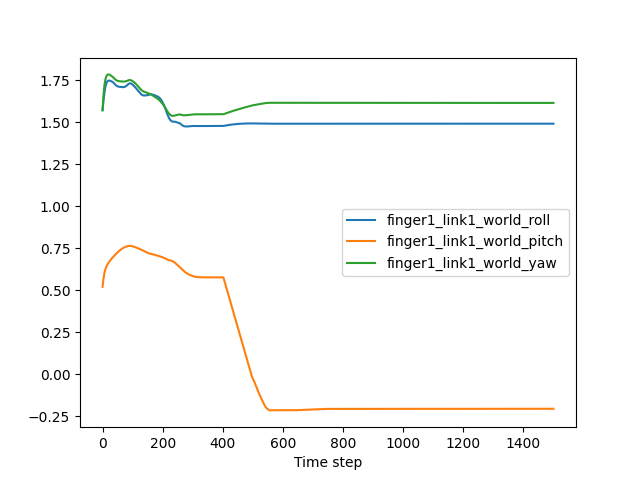 1.75
1.50
1.25
1.00
0.75
0.50
0.25
0.00
−0.25
finger1_link1_world_roll
finger1_link1_world_pitch
finger1_link1_world_yaw
0 200 400 600 800 1000 1200 1400
Time step